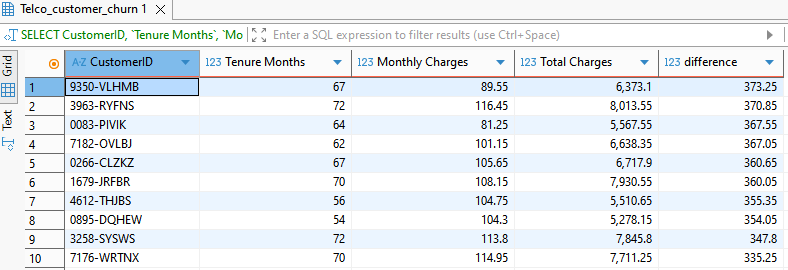 Telco_customer_churn 1
SELECT CustomerID, `Tenure Months`, `Mo Enter a SQL expression to filter results (use Ctrl+Space)
Grid
Text
A-Z CustomerID 123 Tenure Months 123 Monthly Charges 123 Total Charges 123 difference
1 9350-VLHMB 67 89.55 6,373.1 373.25
2 3963-RYFNS 72 116.45 8,013.55 370.85
3 0083-PIVIK 64 81.25 5,567.55 367.55
4 7182-OVLBJ 62 101.15 6,638.35 367.05
5 0266-CLZKZ 67 105.65 6,717.9 360.65
6 1679-JRFBR 70 108.15 7,930.55 360.05
7 4612-THJBS 56 104.75 5,510.65 355.35
8 0895-DQHEW 54 104.3 5,278.15 354.05
9 3258-SYSWS 72 113.8 7,845.8 347.8
10 7176-WRTNX 70 114.95 7,711.25 335.25